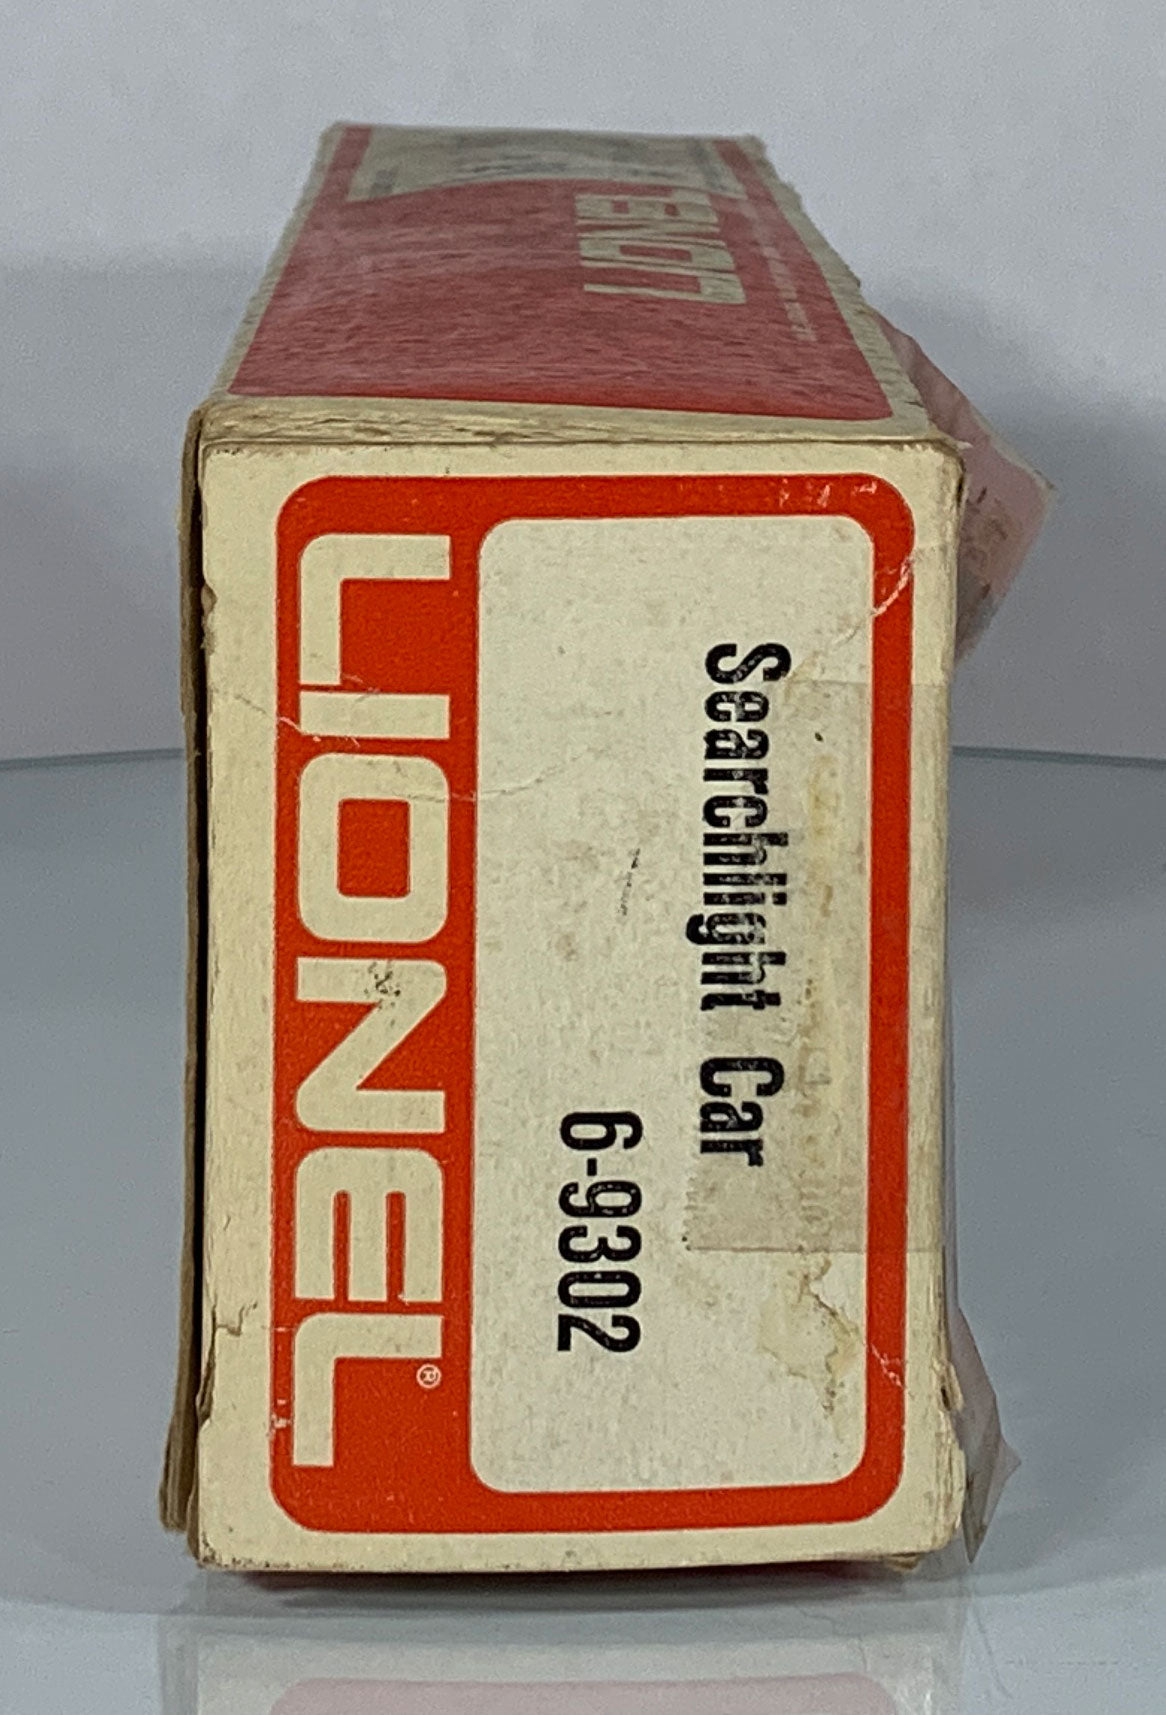 Searchlight Car
6-9302
LIONEL®
LIONEL